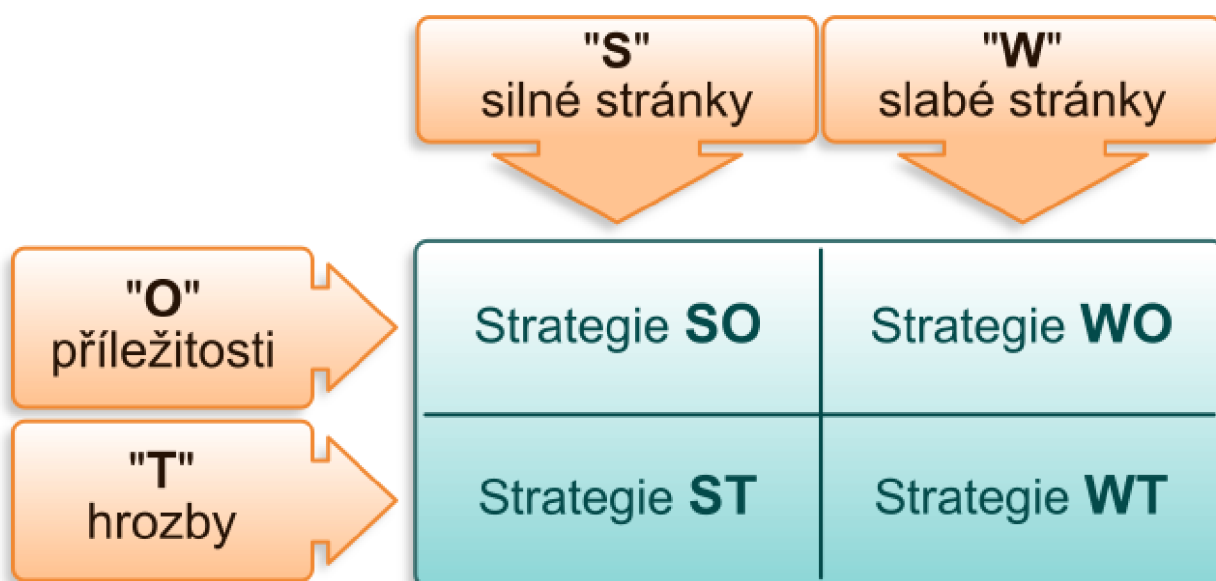 "S"
silné stránky
"W"
slabé stránky
"O"
příležitosti
Strategie SO
Strategie WO
"T"
hrozby
Strategie ST
Strategie WT